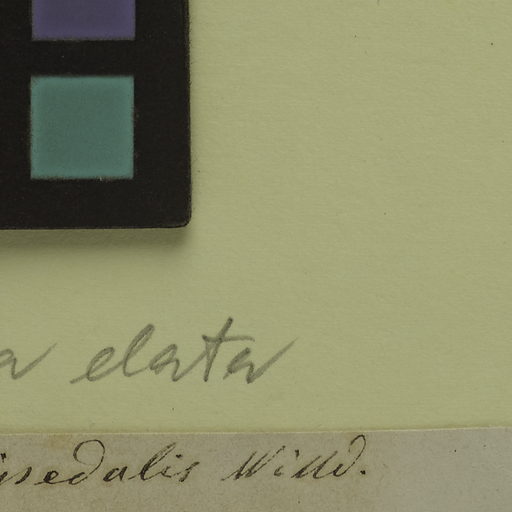 a elata
isedalis Willd.